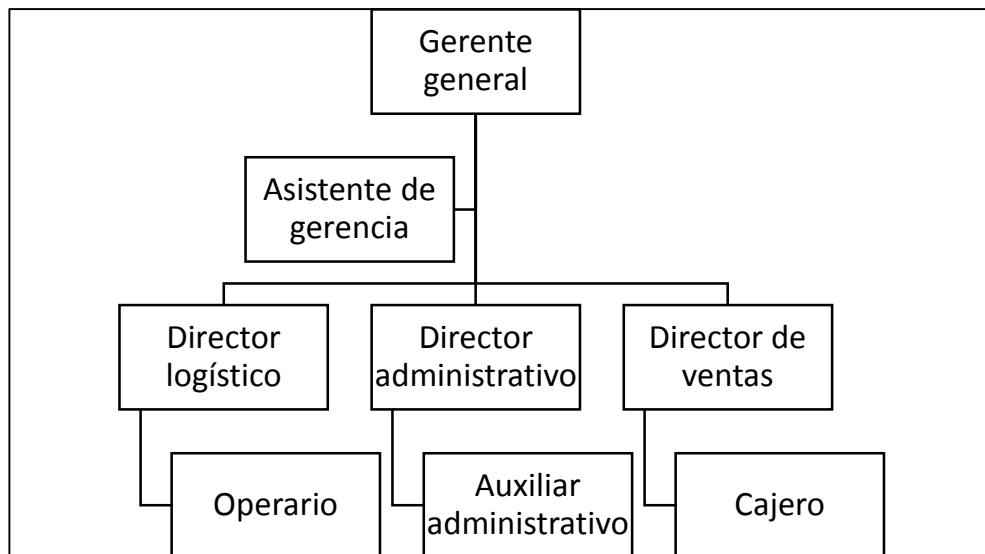 Gerente
general
Asistente de
gerencia
Director
logístico
Director
administrativo
Director de
ventas
Operario
Auxiliar
administrativo
Cajero